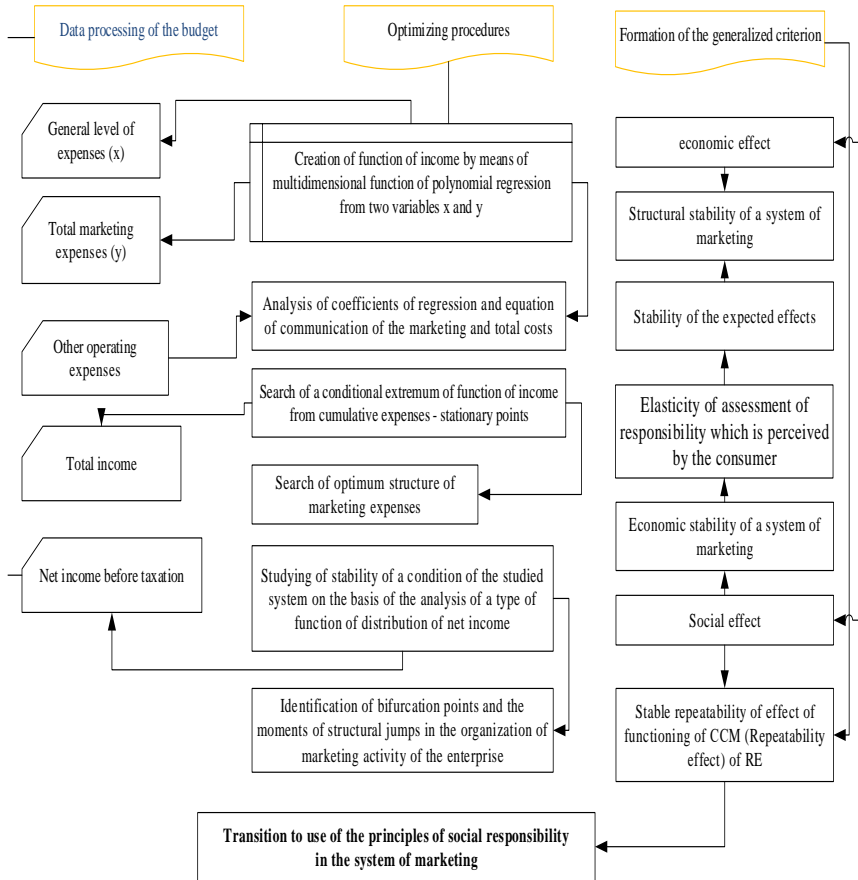 Data processing of the budget
Optimizing procedures
Formation of the generalized criterion
General level of
expenses (x)
Total marketing
expenses (y)
Other operating
expenses
Total income
Net income before taxation
Creation of function of income by means of
multidimensional function of polynomial regression
from two variables x and y
Analysis of coefficients of regression and equation
of communication of the marketing and total costs
Search of a conditional extremum of function of income
from cumulative expenses - stationary points
Search of optimum structure of
marketing expenses
Studying of stability of a condition of the studied
system on the basis of the analysis of a type of
function of distribution of net income
Identification of bifurcation points and the
moments of structural jumps in the organization of
marketing activity of the enterprise
economic effect
Structural stability of a system of
marketing
Stability of the expected effects
Elasticity of assessment of
responsibility which is perceived
by the consumer
Economic stability of a system of
marketing
Social effect
Stable repeatability of effect of
functioning of CCM (Repeatability
effect) of RE
Transition to use of the principles of social responsibility
in the system of marketing